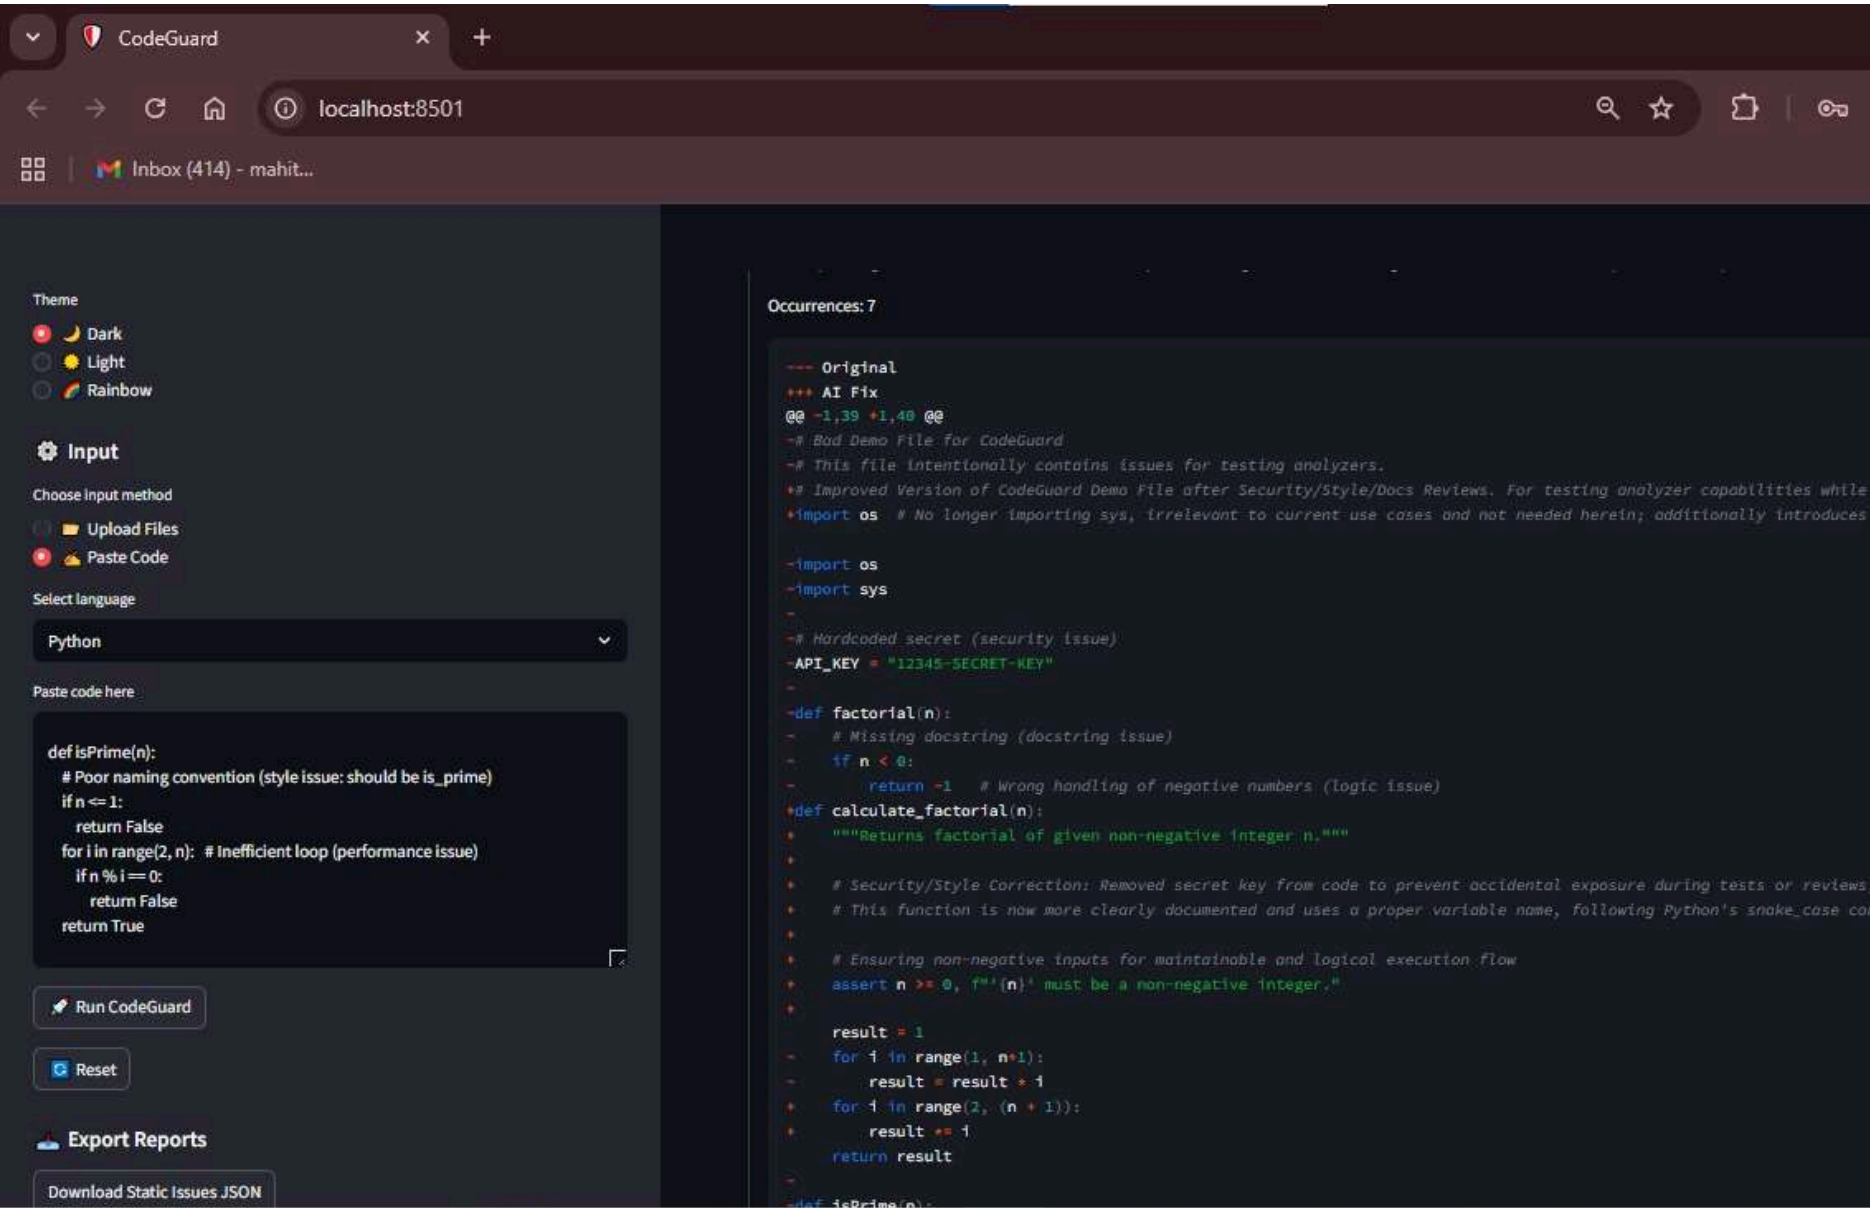 CodeGuard
localhost:8501
Inbox (414) - mahit...
Theme
Dark
Light
Rainbow
Input
Choose input method
Upload Files
Paste Code
Select language
Python
Paste code here
def isPrime(n):
# Poor naming convention (style issue: should be is_prime)
if n <= 1:
return False
for i in range(2, n):  # Inefficient loop (performance issue)
if n % i == 0:
return False
return True
Run CodeGuard
Reset
Export Reports
Download Static Issues JSON
Occurrences: 7
--- Original
+++ AI Fix
@@ -1,39 +1,40 @@
-# Bad Demo File for CodeGuard
-# This file intentionally contains issues for testing analyzers.
+# Improved Version of CodeGuard Demo File after Security/Style/Docs Reviews. For testing analyzer capabilities while
+import os  # No longer importing sys, irrelevant to current use cases and not needed herein; additionally introduces
-import os
-import sys
-
-# Hardcoded secret (security issue)
-API_KEY = "12345-SECRET-KEY"
-
-def factorial(n):
-    # Missing docstring (docstring issue)
-    if n < 0:
-        return -1   # Wrong handling of negative numbers (logic issue)
+def calculate_factorial(n):
+    """Returns factorial of given non-negative integer n."""
+
+    # Security/Style Correction: Removed secret key from code to prevent accidental exposure during tests or reviews
+    # This function is now more clearly documented and uses a proper variable name, following Python's snake_case
+
+    # Ensuring non-negative inputs for maintainable and logical execution flow
+    assert n >= 0, f"'{n}' must be a non-negative integer."
+
result = 1
-    for i in range(1, n+1):
-        result = result * i
+    for i in range(2, (n + 1)):
+        result *= i
return result
-
-def isPrime(n):